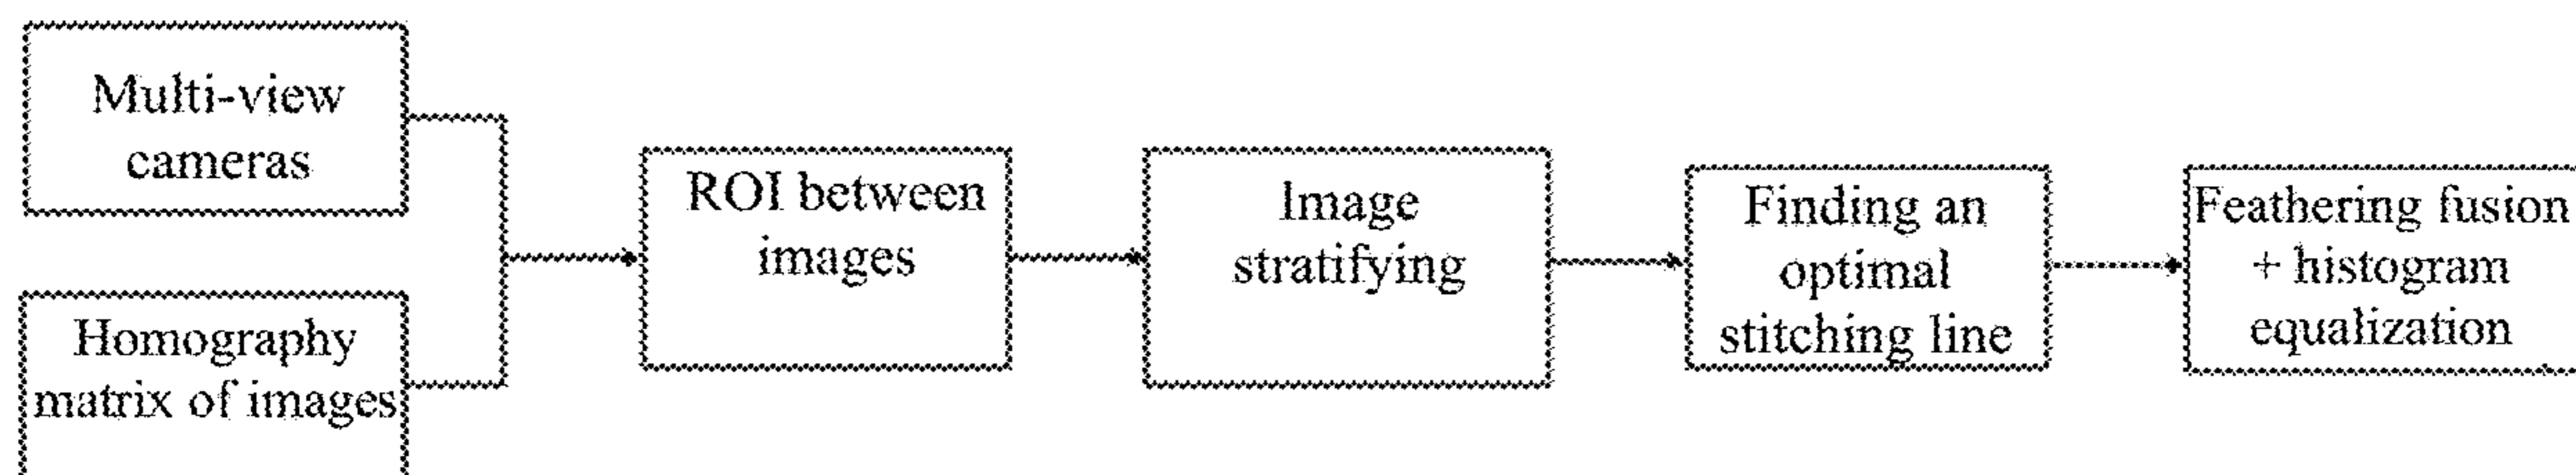 Multi-view
cameras
Homography
matrix of images
ROI between
images
Image
stratifying
Finding an
optimal
stitching line
Feathering fusion
+ histogram
equalization